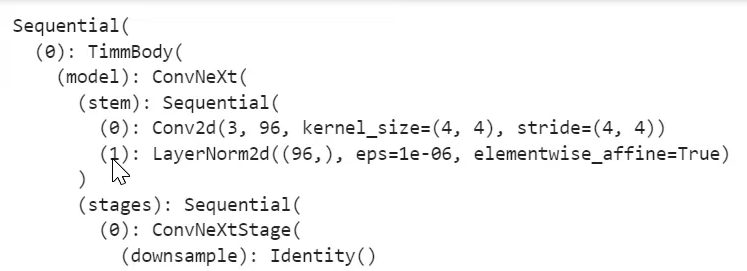 Sequential(
  (0): TimmBody(
    (model): ConvNeXt(
      (stem): Sequential(
        (0): Conv2d(3, 96, kernel_size=(4, 4), stride=(4, 4))
        (1): LayerNorm2d((96,), eps=1e-06, elementwise_affine=True)
      )
      (stages): Sequential(
        (0): ConvNeXtStage(
          (downsample): Identity()